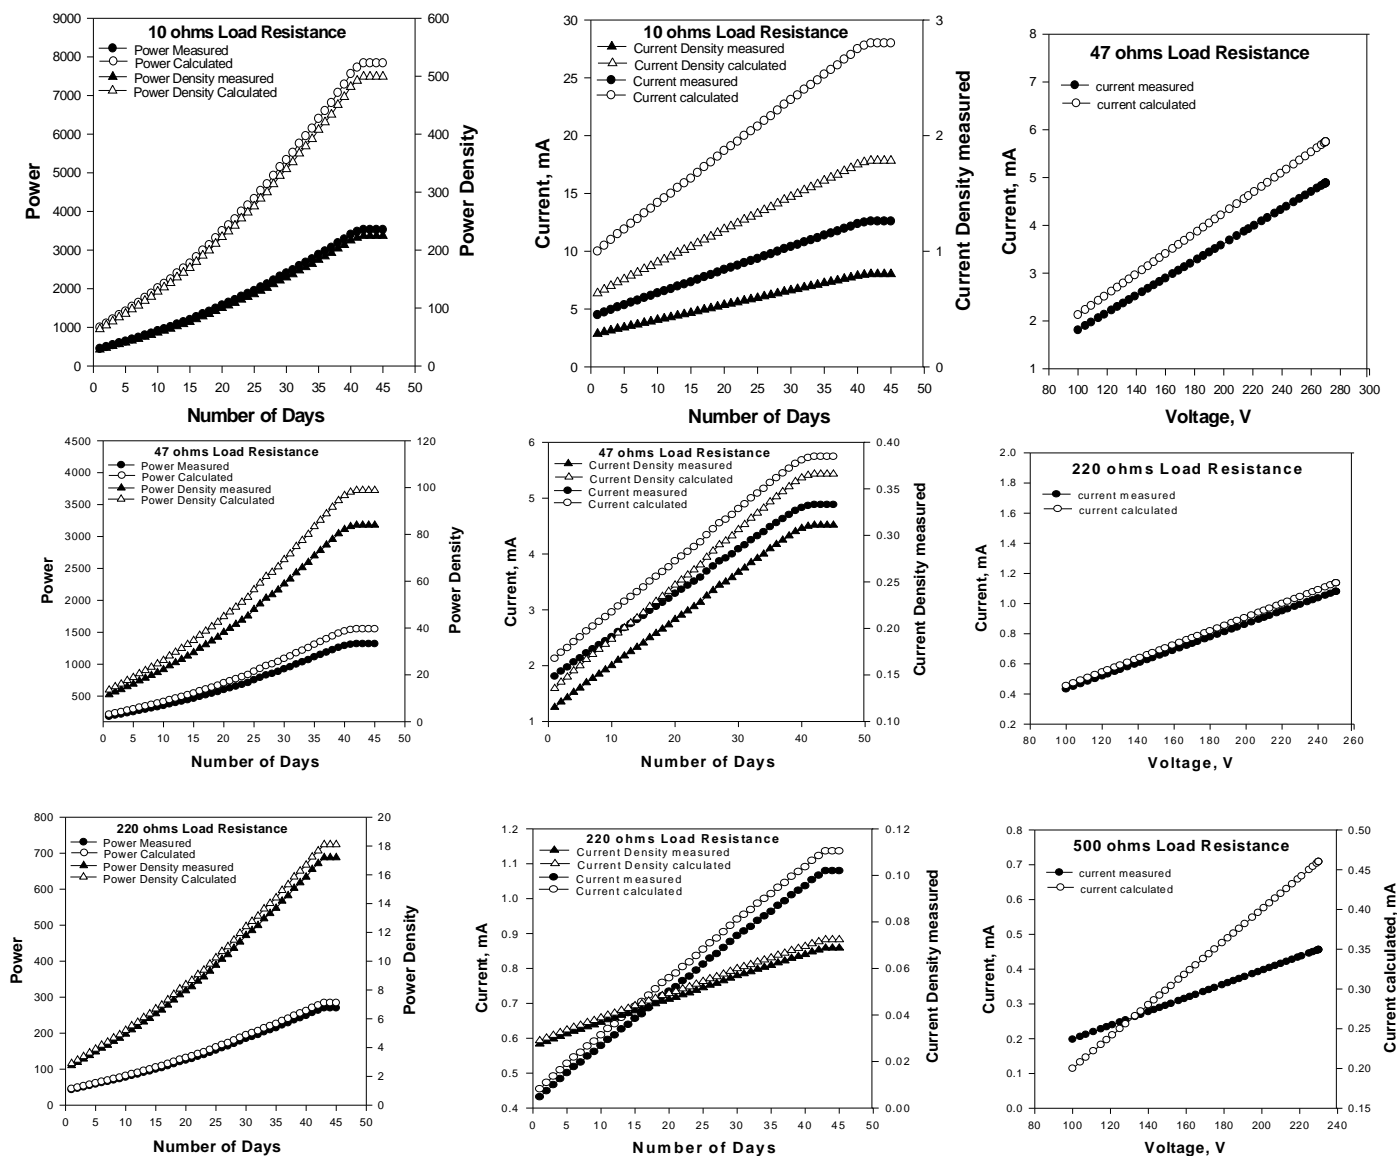 10 ohms Load Resistance
Power Measured
Power Calculated
Power Density measured
Power Density Calculated
9000
8000
7000
6000
5000
4000
3000
2000
1000
0
600
500
400
300
200
100
0
Power
Power Density
0 5 10 15 20 25 30 35 40 45 50
Number of Days
10 ohms Load Resistance
Current Density measured
Current Density calculated
Current measured
Current calculated
30
25
20
15
10
5
0
3
2
1
0
Current, mA
Current Density measured
0 5 10 15 20 25 30 35 40 45 50
Number of Days
47 ohms Load Resistance
current measured
current calculated
8
7
6
5
4
3
2
1
Current, mA
80 100 120 140 160 180 200 220 240 260 280 300
Voltage, V
47 ohms Load Resistance
Power Measured
Power Calculated
Power Density measured
Power Density Calculated
4500
4000
3500
3000
2500
2000
1500
1000
500
120
100
80
60
40
20
0
Power
Power Density
0 5 10 15 20 25 30 35 40 45 50
Number of Days
47 ohms Load Resistance
Current Density measured
Current Density calculated
Current measured
Current calculated
6
5
4
3
2
1
0.40
0.35
0.30
0.25
0.20
0.15
0.10
Current, mA
Current Density measured
0 10 20 30 40 50
Number of Days
220 ohms Load Resistance
current measured
current calculated
2.0
1.8
1.6
1.4
1.2
1.0
0.8
0.6
0.4
0.2
Current, mA
80 100 120 140 160 180 200 220 240 260
Voltage, V
220 ohms Load Resistance
Power Measured
Power Calculated
Power Density measured
Power Density Calculated
800
700
600
500
400
300
200
100
0
20
18
16
14
12
10
8
6
4
2
0
Power
Power Density
0 5 10 15 20 25 30 35 40 45 50
Number of Days
220 ohms Load Resistance
Current Density measured
Current Density calculated
Current measured
Current calculated
1.2
1.1
1.0
0.9
0.8
0.7
0.6
0.5
0.4
0.12
0.10
0.08
0.06
0.04
0.02
0.00
Current, mA
Current Density measured
0 5 10 15 20 25 30 35 40 45 50
Number of Days
500 ohms Load Resistance
current measured
current calculated
0.8
0.7
0.6
0.5
0.4
0.3
0.2
0.1
0.0
0.50
0.45
0.40
0.35
0.30
0.25
0.20
0.15
Current, mA
Current calculated, mA
80 100 120 140 160 180 200 220 240
Voltage, V